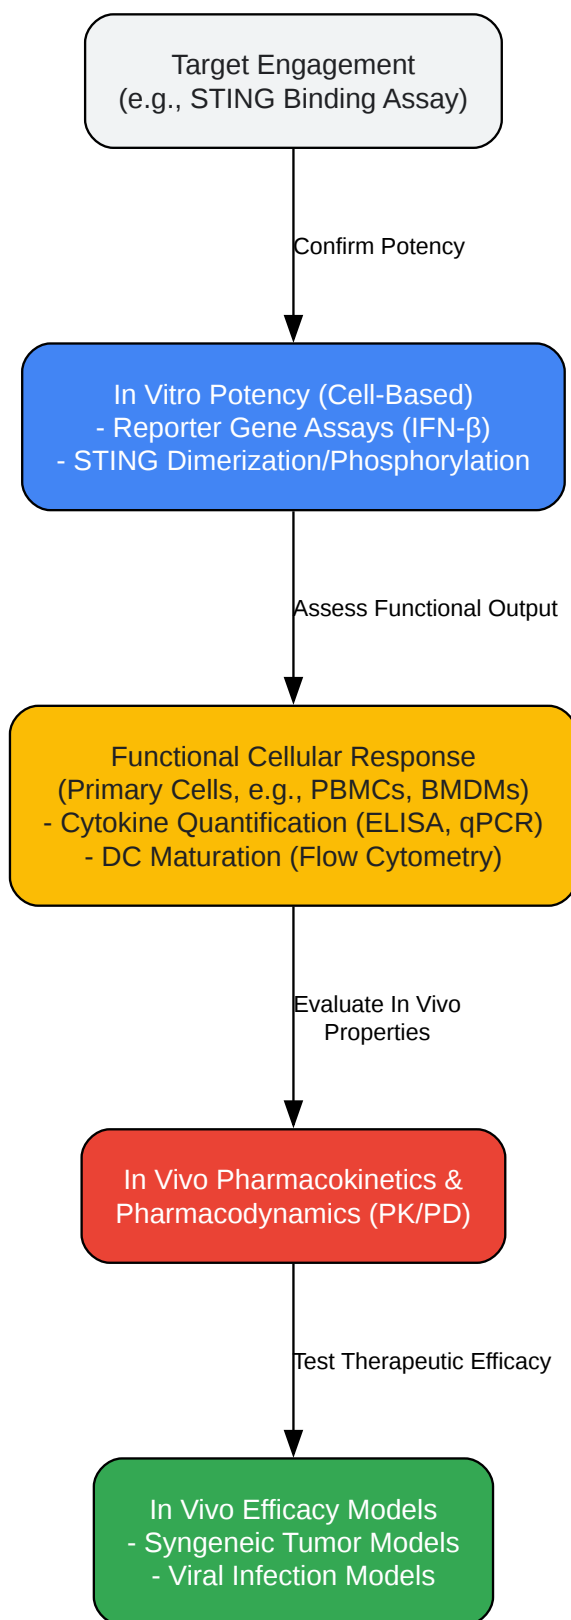 Target Engagement
(e.g., STING Binding Assay)
Confirm Potency
In Vitro Potency (Cell-Based)
- Reporter Gene Assays (IFN-β)
- STING Dimerization/Phosphorylation
Assess Functional Output
Functional Cellular Response
(Primary Cells, e.g., PBMCs, BMDMs)
- Cytokine Quantification (ELISA, qPCR)
- DC Maturation (Flow Cytometry)
Evaluate In Vivo
Properties
In Vivo Pharmacokinetics &
Pharmacodynamics (PK/PD)
Test Therapeutic Efficacy
In Vivo Efficacy Models
- Syngeneic Tumor Models
- Viral Infection Models